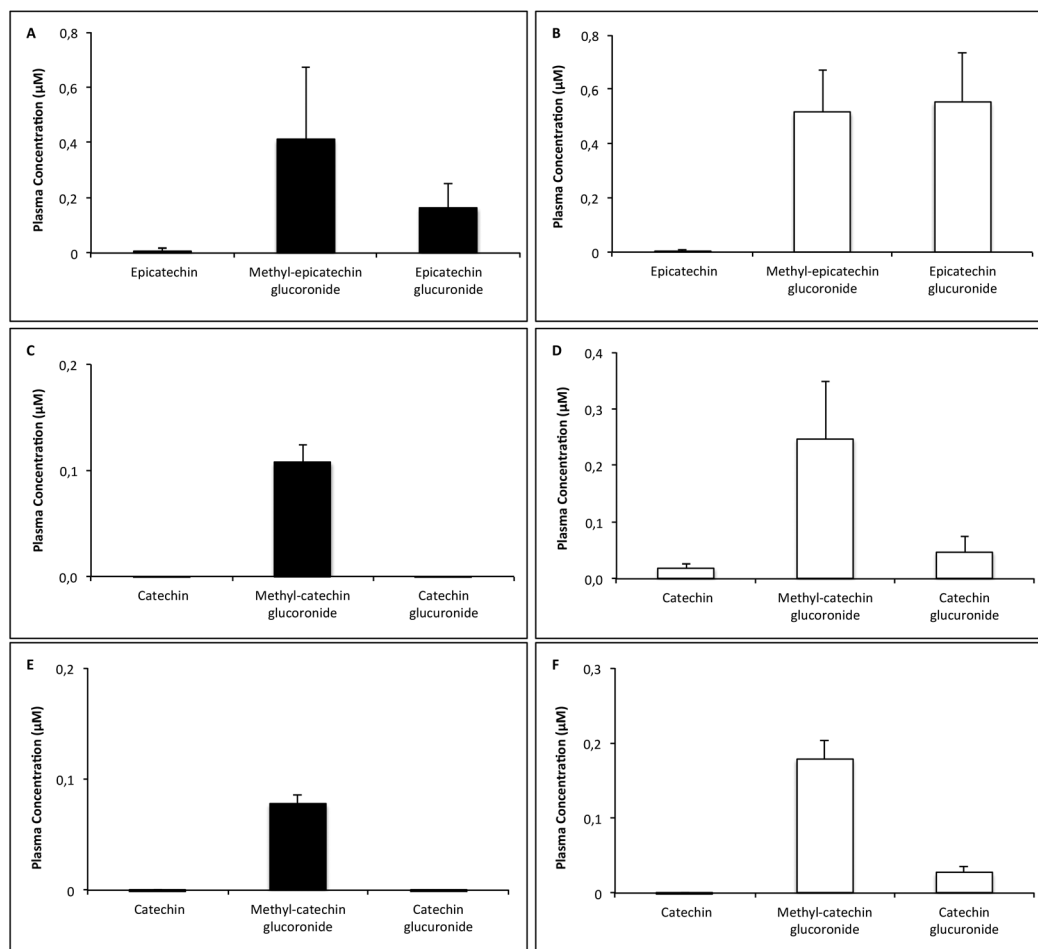 A
Plasma Concentration (µM)
0,8
0,6
0,4
0,2
0
Epicatechin
Methyl-epicatechin
glucoronide
Epicatechin
glucuronide
B
Plasma Concentration (µM)
0,8
0,6
0,4
0,2
0
Epicatechin
Methyl-epicatechin
glucoronide
Epicatechin
glucuronide
C
Plasma Concentration (µM)
0,2
0,1
0,0
Catechin
Methyl-catechin
glucoronide
Catechin
glucuronide
D
Plasma Concentration (µM)
0,4
0,3
0,2
0,1
0,0
Catechin
Methyl-catechin
glucoronide
Catechin
glucuronide
E
Plasma Concentration (µM)
0,2
0,1
0
Catechin
Methyl-catechin
glucoronide
Catechin
glucuronide
F
Plasma Concentration (µM)
0,3
0,2
0,1
0
Catechin
Methyl-catechin
glucoronide
Catechin
glucuronide